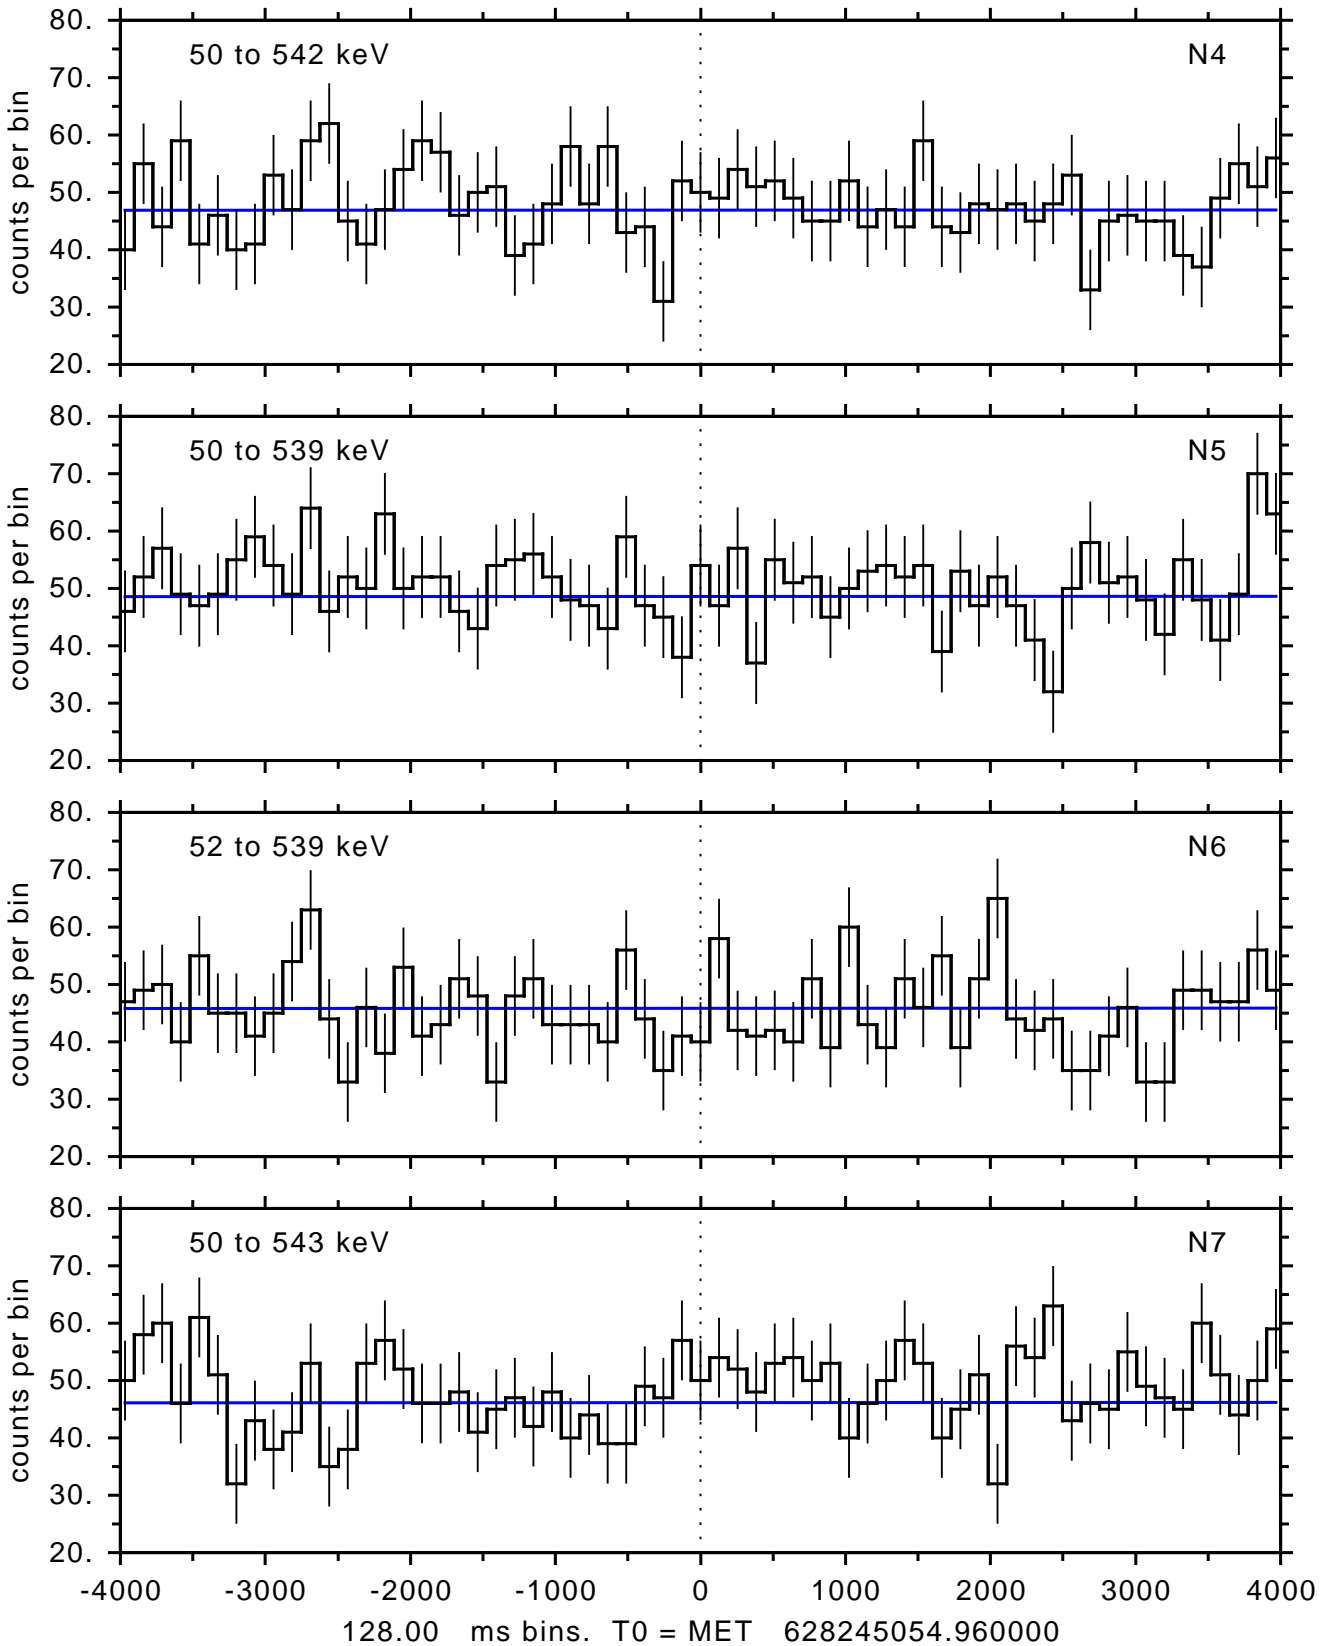 80.
50 to 542 keV N4
70.
60.
50.
40.
30.
20.
counts per bin
80.
50 to 539 keV N5
70.
60.
50.
40.
30.
20.
counts per bin
80.
52 to 539 keV N6
70.
60.
50.
40.
30.
20.
counts per bin
80.
50 to 543 keV N7
70.
60.
50.
40.
30.
20.
counts per bin
-4000 -3000 -2000 -1000 0 1000 2000 3000 4000
128.00 ms bins. T0 = MET 628245054.960000